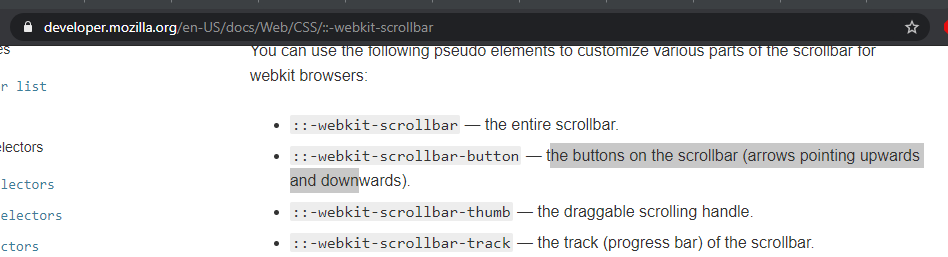 developer.mozilla.org/en-US/docs/Web/CSS/::-webkit-scrollbar
es
You can use the following pseudo elements to customize various parts of the scrollbar for
webkit browsers:
r list
::-webkit-scrollbar — the entire scrollbar.
electors
::-webkit-scrollbar-button — the buttons on the scrollbar (arrows pointing upwards
and downwards).
lectors
::-webkit-scrollbar-thumb — the draggable scrolling handle.
electors
::-webkit-scrollbar-track — the track (progress bar) of the scrollbar.
ctors